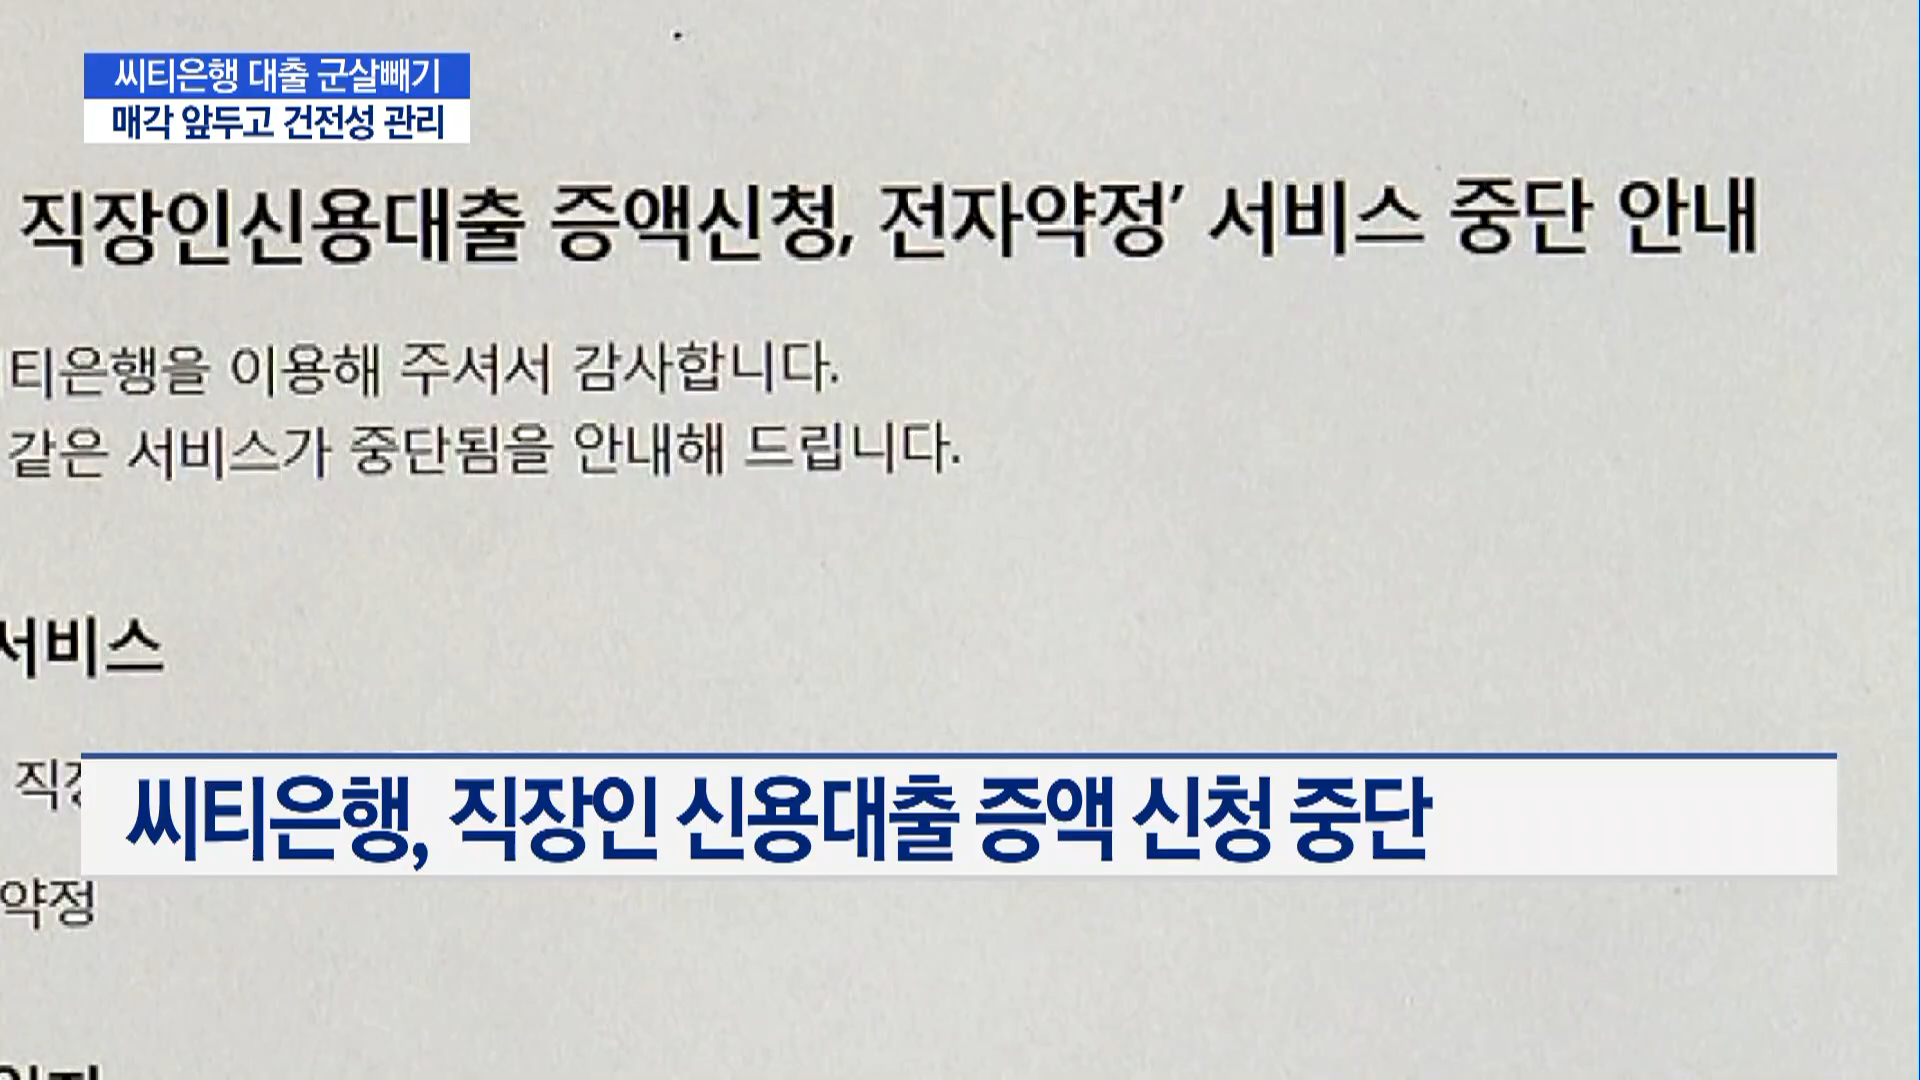 씨티은행 대출 군살빼기
매각 앞두고 건전성 관리
직장인신용대출 증액신청, 전자약정’ 서비스 중단 안내
티은행을 이용해 주셔서 감사합니다.
같은 서비스가 중단됨을 안내해 드립니다.
서비스
직장
씨티은행, 직장인 신용대출 증액 신청 중단
약정